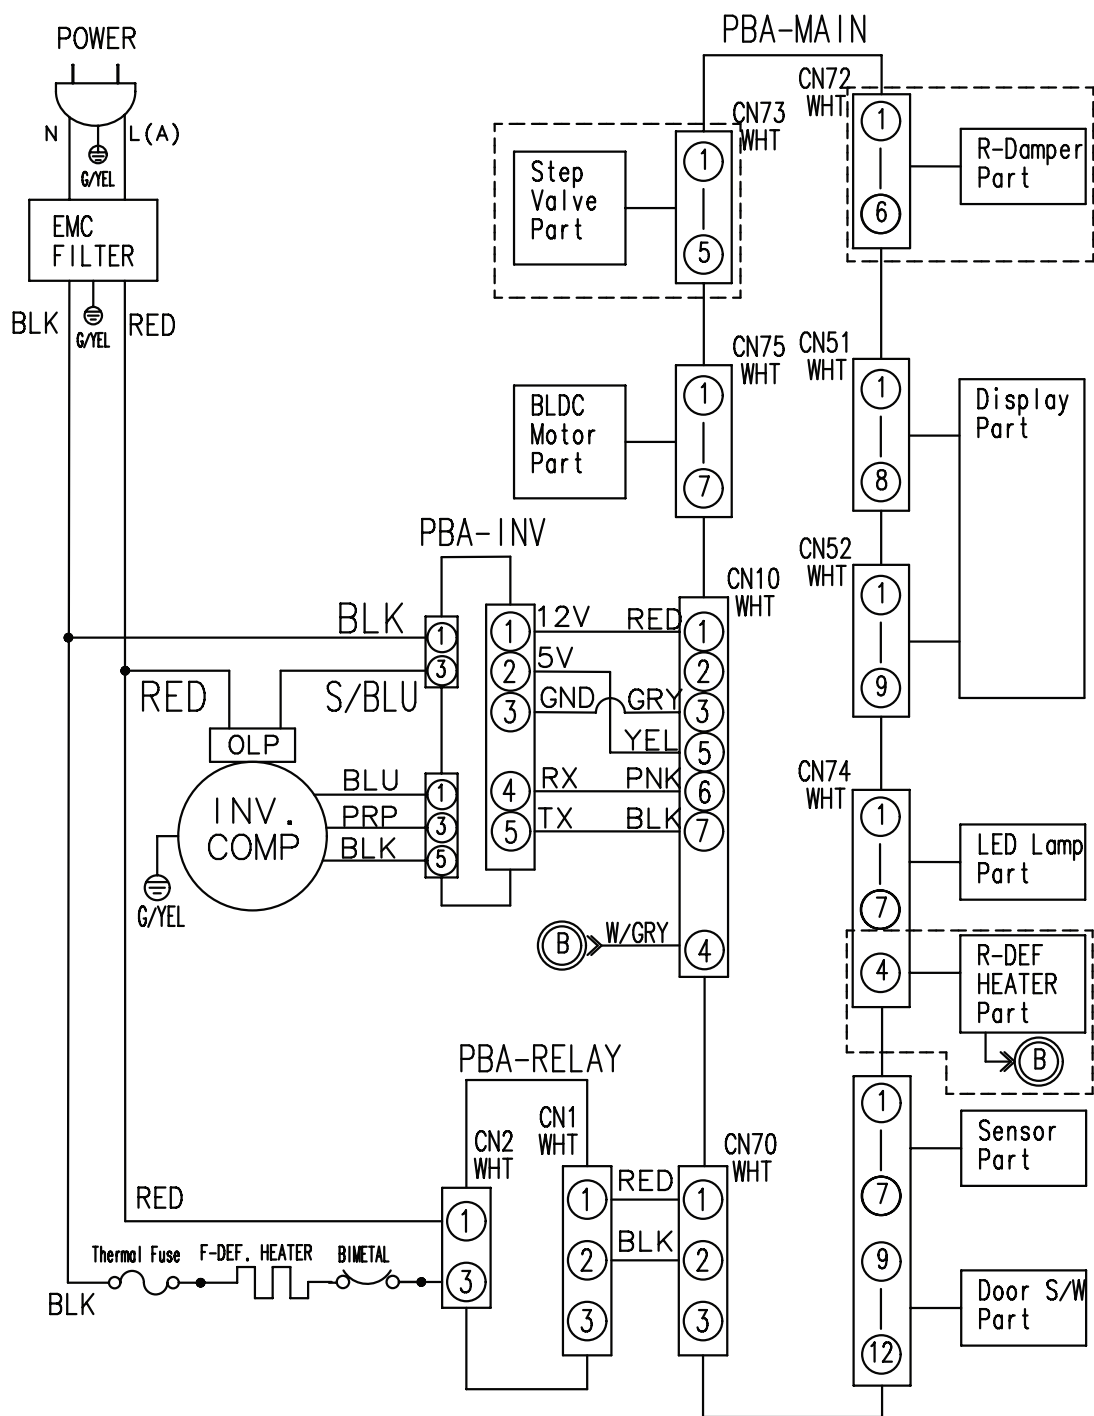 POWER
N
L(A)
G/YEL
EMC
FILTER
BLK
G/YEL
RED
PBA-MAIN
CN73
WHT
Step
Valve
Part
1
5
CN72
WHT
1
6
R-Damper
Part
CN75
WHT
BLDC
Motor
Part
1
7
CN51
WHT
1
8
Display
Part
CN52
WHT
1
9
PBA-INV
BLK
1
3
RED
S/BLU
OLP
INV.
COMP
G/YEL
BLU
PRP
BLK
1
3
5
1
2
3
4
5
12V
5V
GND
RX
TX
RED
GRY
YEL
PNK
BLK
CN10
WHT
1
2
3
5
6
7
4
B
W/GRY
CN74
WHT
1
7
4
LED Lamp
Part
R-DEF
HEATER
Part
B
PBA-RELAY
CN2
WHT
1
3
CN1
WHT
1
2
3
RED
BLK
CN70
WHT
1
2
3
1
7
9
12
Sensor
Part
Door S/W
Part
RED
Thermal Fuse
F-DEF. HEATER
BIMETAL
BLK